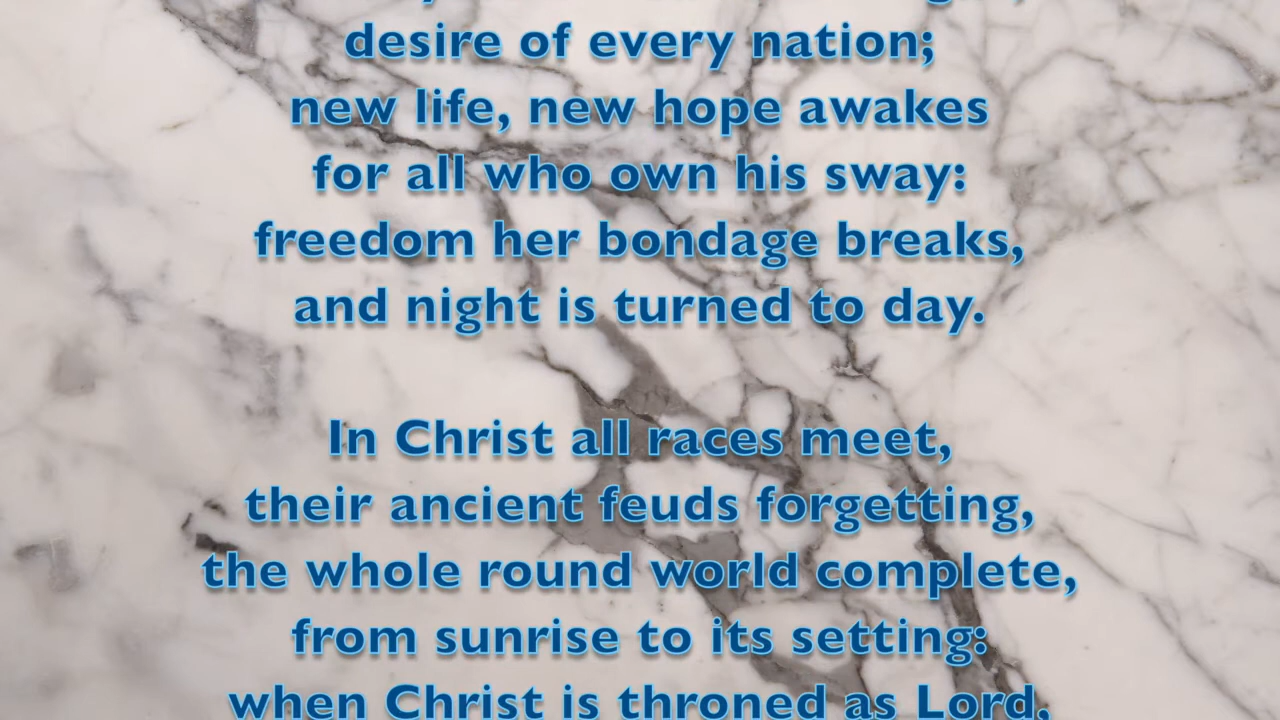 desire of every nation;
new life, new hope awakes
for all who own his sway:
freedom her bondage breaks,
and night is turned to day.
In Christ all races meet,
their ancient feuds forgetting,
the whole round world complete,
from sunrise to its setting:
when Christ is throned as Lord,